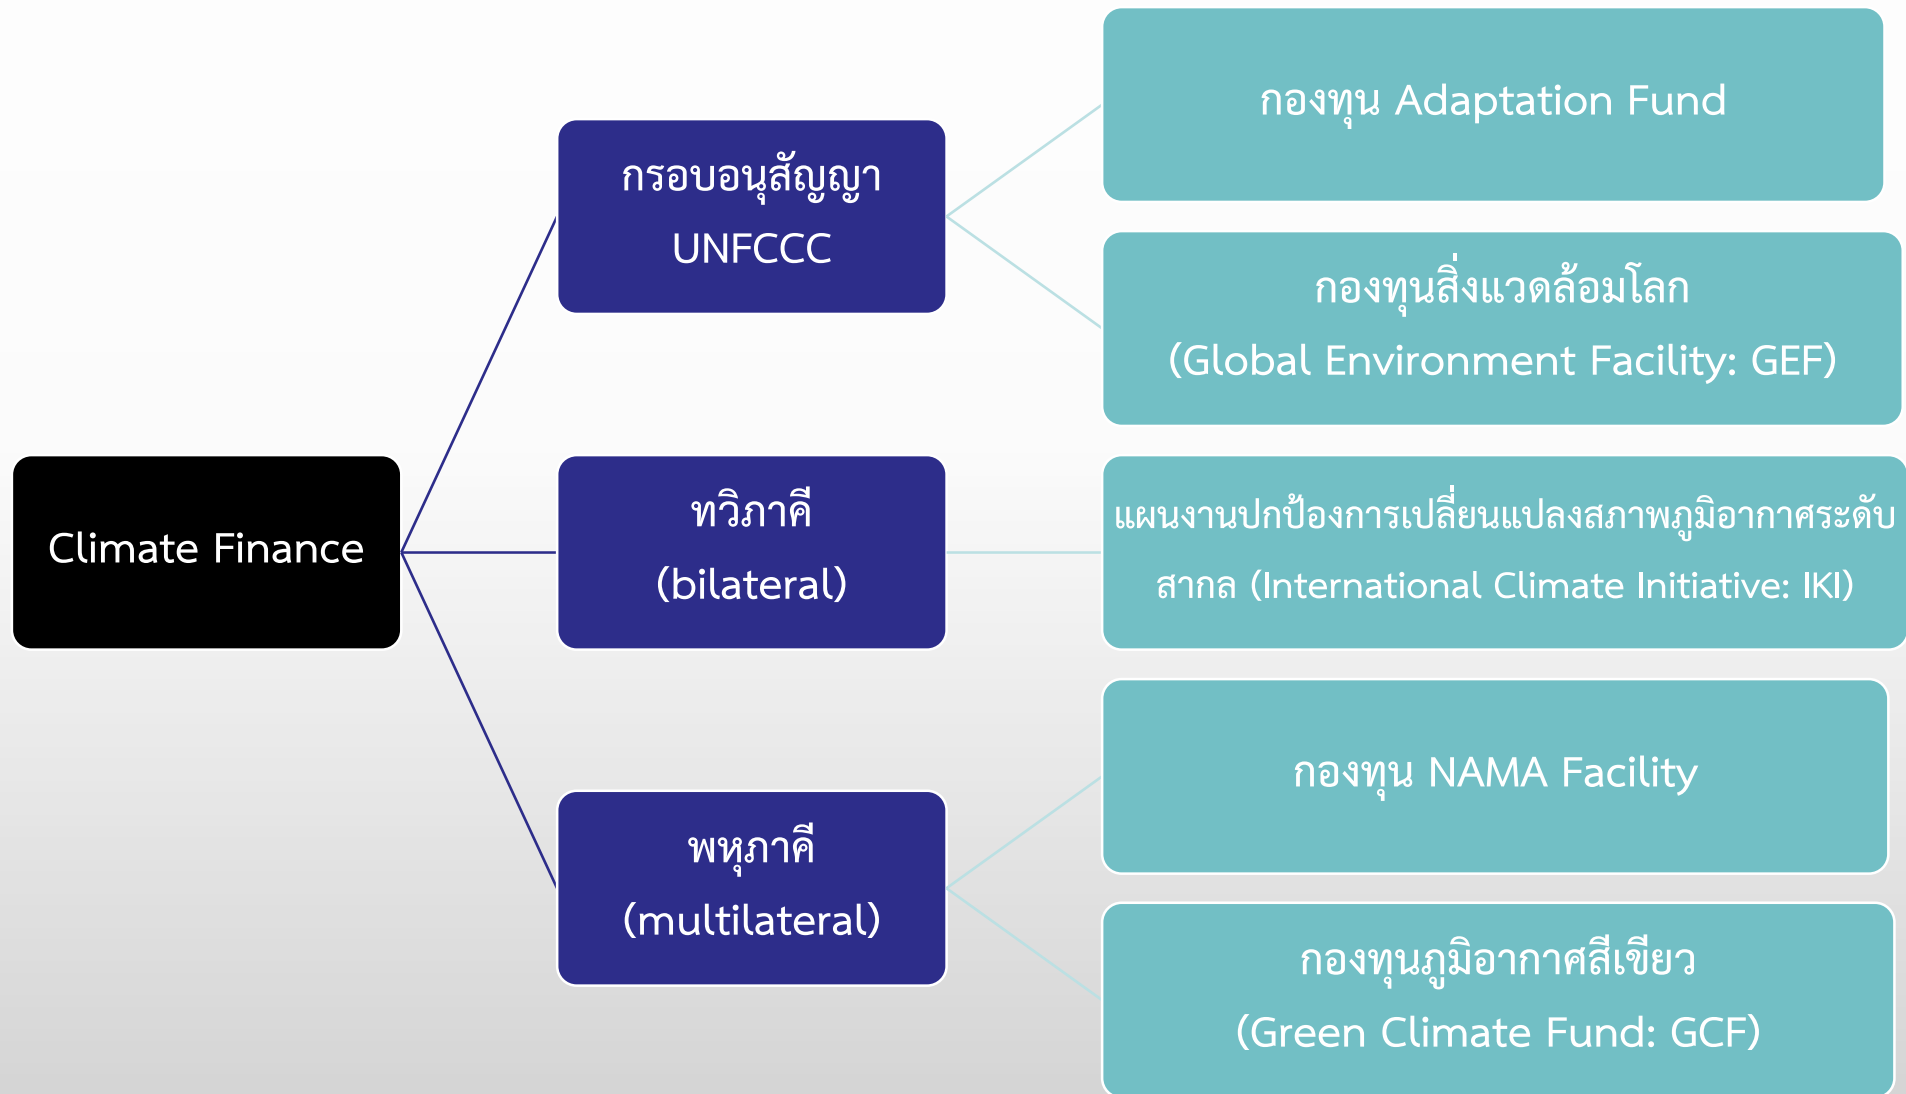 Climate Finance
กรอบอนุสัญญา
UNFCCC
กองทุน Adaptation Fund
กองทุนสิ่งแวดล้อมโลก
(Global Environment Facility: GEF)
ทวิภาคี
(bilateral)
แผนงานปกป้องการเปลี่ยนแปลงสภาพภูมิอากาศระดับ
สากล (International Climate Initiative: IKI)
พหุภาคี
(multilateral)
กองทุน NAMA Facility
กองทุนภูมิอากาศสีเขียว
(Green Climate Fund: GCF)